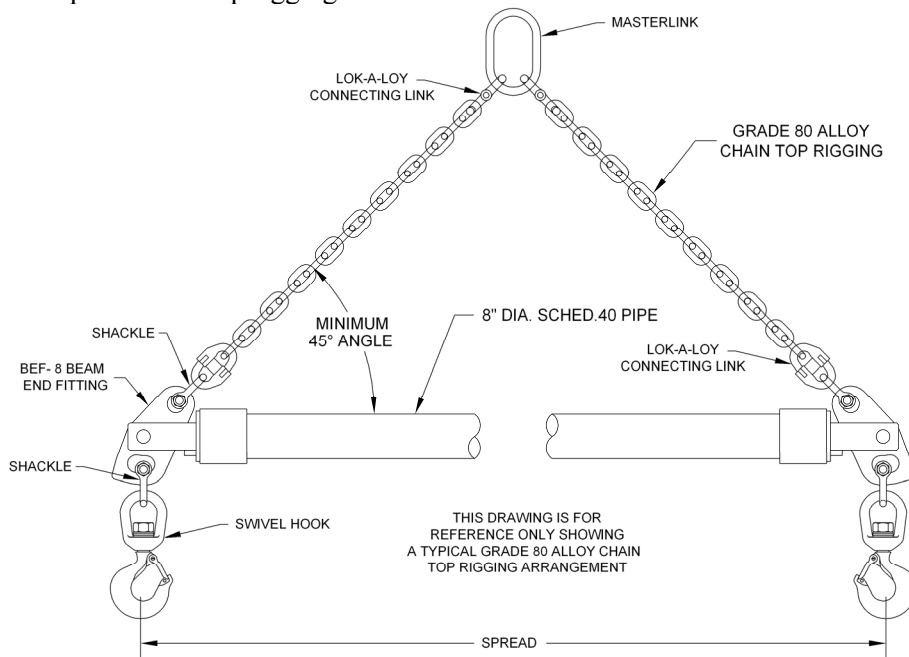 MASTERLINK
LOK-A-LOY
CONNECTING LINK
GRADE 80 ALLOY
CHAIN TOP RIGGING
MINIMUM
45° ANGLE
8" DIA. SCHED.40 PIPE
SHACKLE
BEF- 8 BEAM
END FITTING
LOK-A-LOY
CONNECTING LINK
SHACKLE
SWIVEL HOOK
THIS DRAWING IS FOR
REFERENCE ONLY SHOWING
A TYPICAL GRADE 80 ALLOY CHAIN
TOP RIGGING ARRANGEMENT
SPREAD